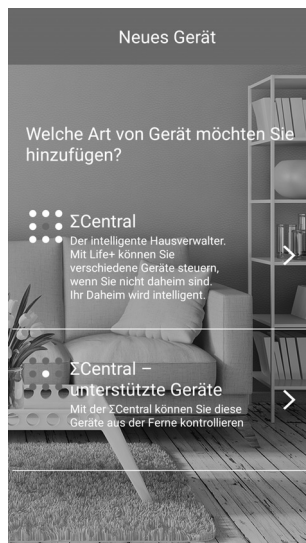 Neues Gerät
Welche Art von Gerät möchten Sie
hinzufügen?
ΣCentral
Der intelligente Hausverwalter.
Mit Life+ können Sie
verschiedene Geräte steuern,
wenn Sie nicht daheim sind.
Ihr Daheim wird intelligent.
ΣCentral –
unterstützte Geräte
Mit der ΣCentral können Sie diese
Geräte aus der Ferne kontrollieren